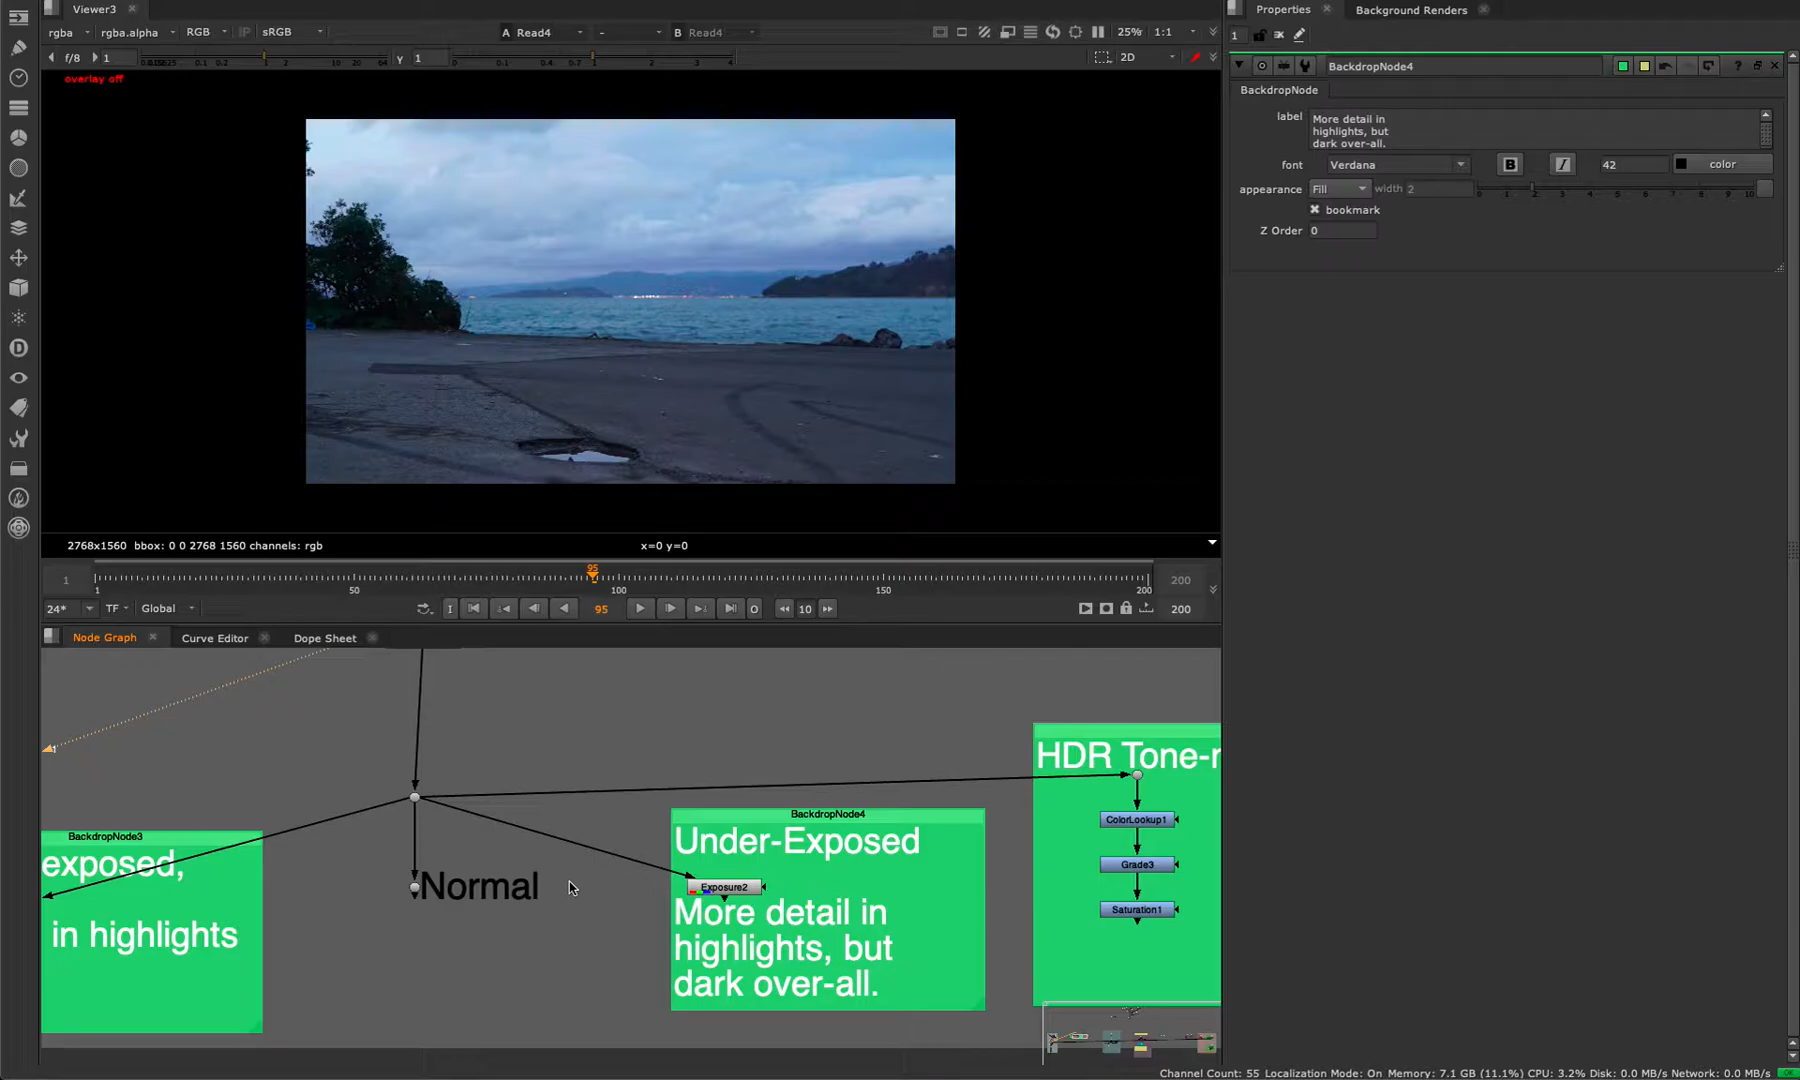 Viewer3
Properties
Background Renders
rgba
rgba.alpha
RGB
IP
sRGB
A Read4
-
B Read4
25%
1:1
1
f/8
1
Y
1
2D
overlay off
BackdropNode4
BackdropNode
label
More detail in
highlights, but
dark over-all.
font
Verdana
B
I
42
color
appearance
Fill
width 2
bookmark
Z Order
0
2768x1560 bbox: 0 0 2768 1560 channels: rgb
x=0 y=0
1
95
1
50
100
150
200
200
24*
TF
Global
I
95
O
10
200
Node Graph
Curve Editor
Dope Sheet
1
HDR Tone-r
BackdropNode3
exposed,
in highlights
Normal
BackdropNode4
Under-Exposed
Exposure2
More detail in
highlights, but
dark over-all.
ColorLookup1
Grade3
Saturation1
Channel Count: 55 Localization Mode: On Memory: 7.1 GB (11.1%) CPU: 3.2% Disk: 0.0 MB/s Network: 0.0 MB/s